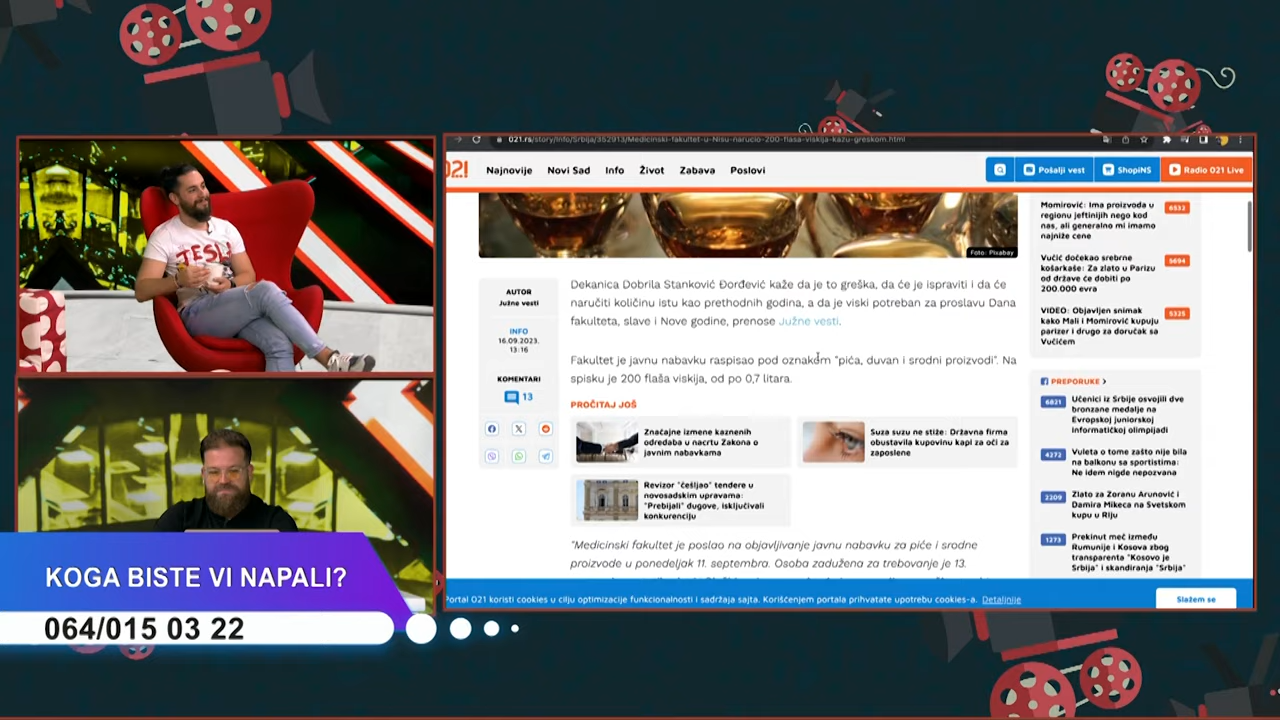 021.rs/story/Info/Srbija/352913/Medicinski-fakultet-u-Nisu-narucio-200-flasa-viskija-kazu-greskom.html
021!
Najnovije
Novi Sad
Info
Život
Zabava
Poslovi
Pošalji vest
ShopiNS
Radio 021 Live
TESLA
Foto: Pixabay
AUTOR
Južne vesti
INFO
16.09.2023.
13:16
KOMENTARI
13
Dekanica Dobrila Stanković Đorđević kaže da je to greška, da će je ispraviti i da će
naručiti količinu istu kao prethodnih godina, a da je viski potreban za proslavu Dana
fakulteta, slave i Nove godine, prenose Južne vesti.
Fakultet je javnu nabavku raspisao pod oznakom "pića, duvan i srodni proizvodi". Na
spisku je 200 flaša viskija, od po 0,7 litara.
PROČITAJ JOŠ
Značajne izmene kaznenih
odredaba u nacrtu Zakona o
javnim nabavkama
Suza suzu ne stiže: Državna firma
obustavila kupovinu kapi za oči za
zaposlene
Revizor "češljao" tendere u
novosadskim upravama:
"Prebijali" dugove, isključivali
konkurenciju
"Medicinski fakultet je poslao na objavljivanje javnu nabavku za piće i srodne
proizvode u ponedeljak 11. septembra. Osoba zadužena za trebovanje je 13.
Momirović: Ima proizvoda u
regionu jeftinijih nego kod
nas, ali generalno mi imamo
najniže cene
6032
Vučić dočekao srebrne
košarkaše: Za zlato u Parizu
od države će dobiti po
200.000 evra
5694
VIDEO: Objavljen snimak
kako Mali i Momirović kupuju
parizer i drugo za doručak sa
Vučićem
5335
PREPORUKE
6821
Učenici iz Srbije osvojili dve
bronzane medalje na
Evropskoj juniorskoj
informatičkoj olimpijadi
4272
Vuleta o tome zašto nije bila
na balkonu sa sportistima:
Ne idem nigde nepozvana
2309
Zlato za Zoranu Arunović i
Damira Mikeca na Svetskom
kupu u Riju
1273
Prekinut meč između
Rumunije i Kosova zbog
transparenta "Kosovo je
Srbija" i skandiranja "Srbija"
Portal 021 koristi cookies u cilju optimizacije funkcionalnosti i sadržaja sajta. Korišćenjem portala prihvatate upotrebu cookies-a. Detaljnije
Slažem se
KOGA BISTE VI NAPALI?
064/015 03 22